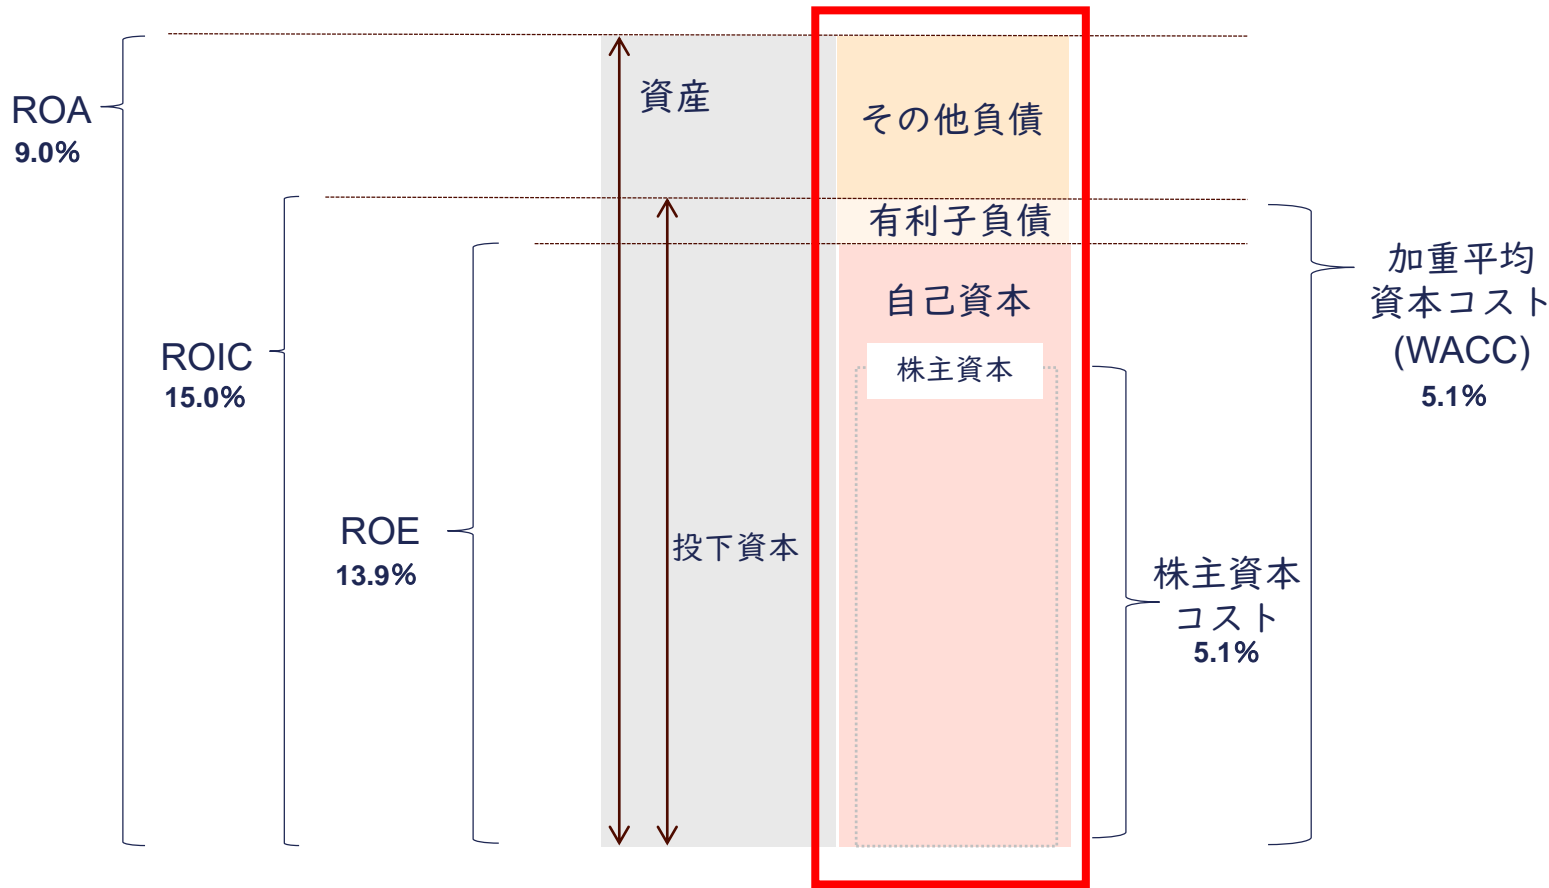 資産
その他負債
ROA
9.0%
有利子負債
加重平均
資本コスト
(WACC)
5.1%
自己資本
ROIC
15.0%
株主資本
ROE
13.9%
投下資本
株主資本
コスト
5.1%